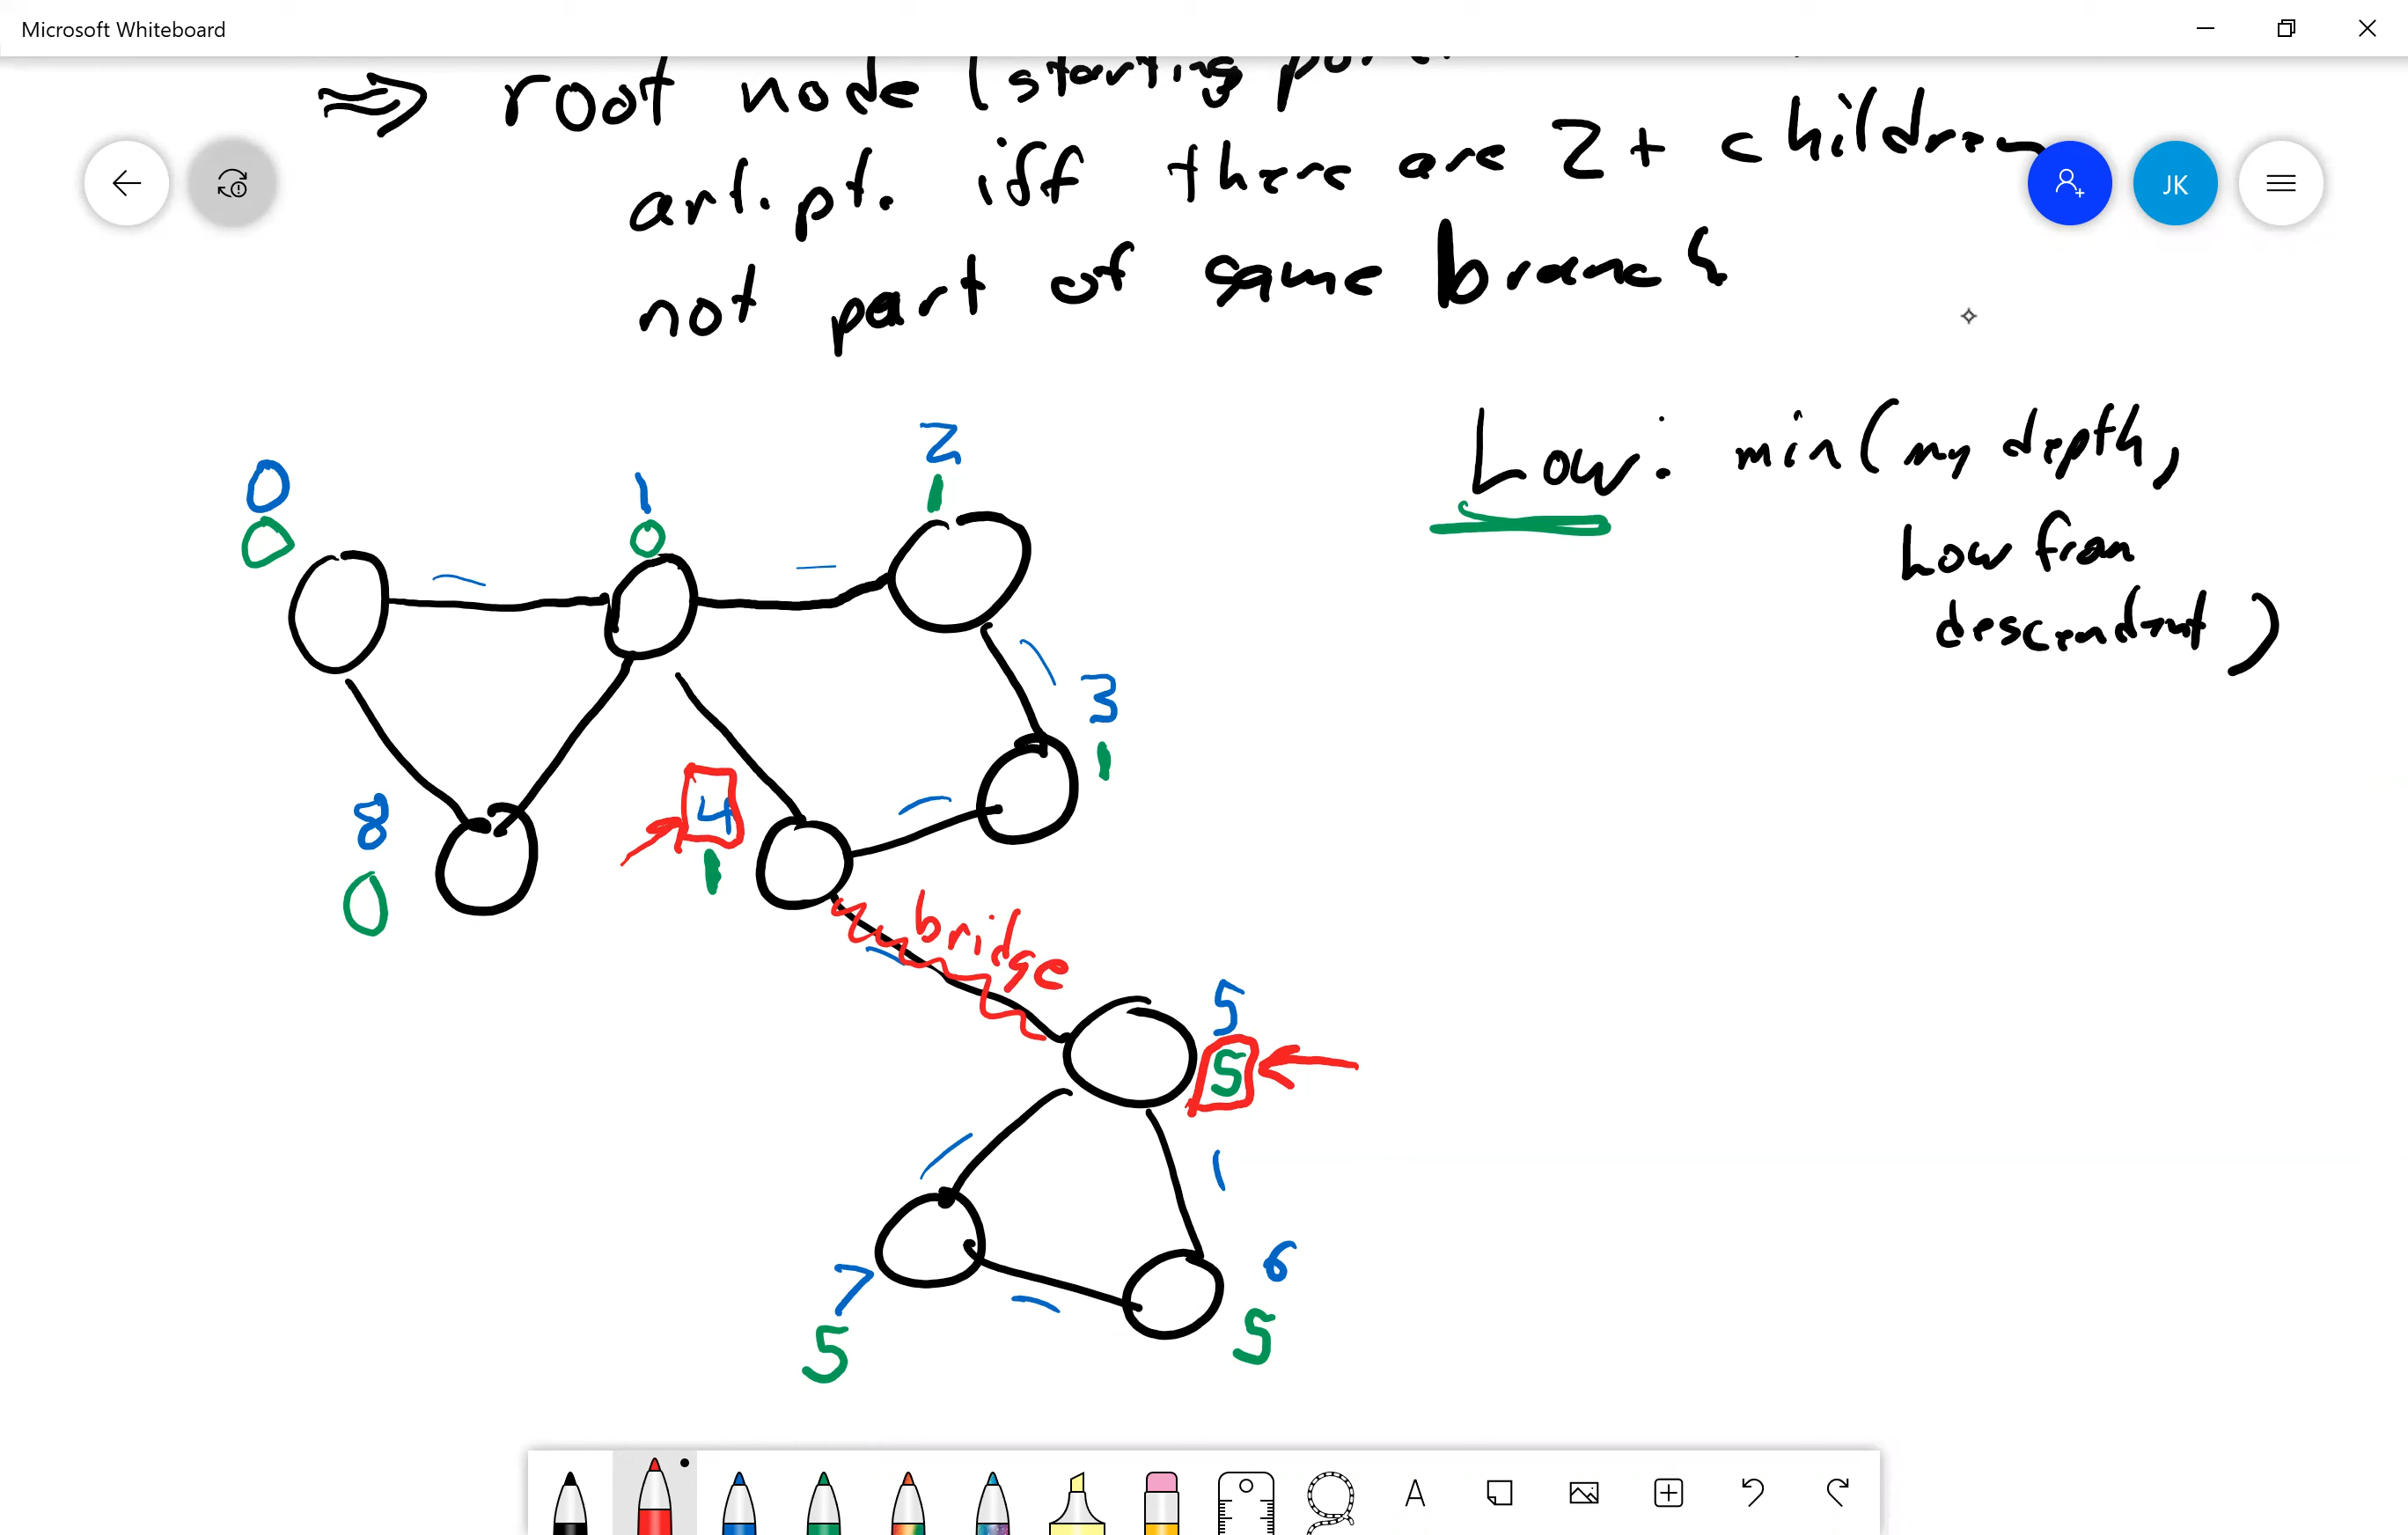 Microsoft Whiteboard
⇒ root node (starting
art. pt. iff there are 2+ children
not part of same branch
JK
Low: min(my depth,
Low from
descendant)
2
1
0
0
1
0
3
1
8
0
4
1
bridge
5
5
6
5
7
5
A